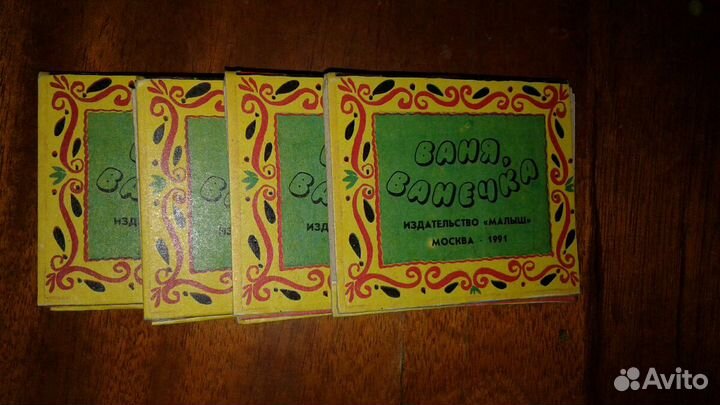 ВАНЯ,
ВАНЕЧКА
ИЗДАТЕЛЬСТВО «МАЛЫШ»
МОСКВА - 1991
Avito